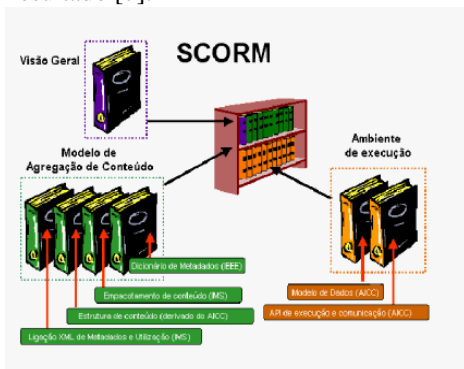 SCORM
Visão Geral
Modelo de
Agregação de Conteúdo
Ambiente
de execução
Dicionário de Metadados (IEEE)
Empacotamento de conteúdo (IMS)
Estrutura de conteúdo (derivado do AICC)
Ligação XML de Metadados e Utilização (IMS)
Modelo de Dados (AICC)
API de execução e comunicação (AICC)